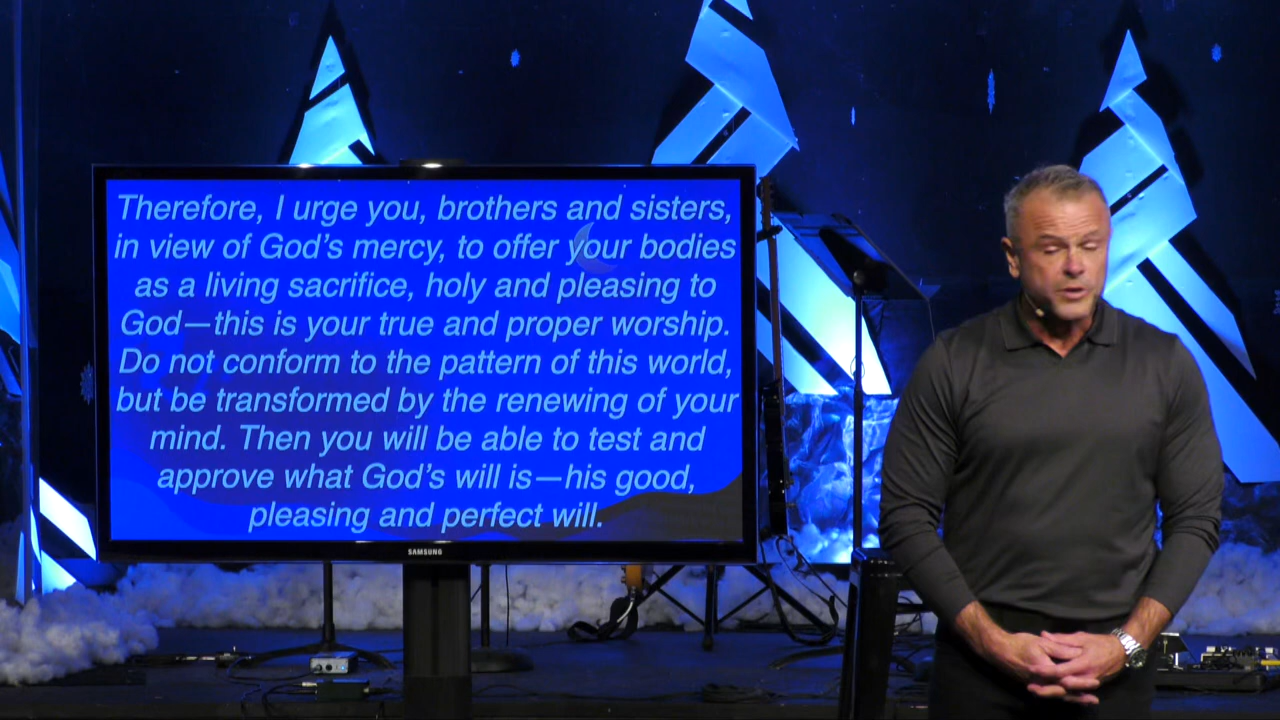 Therefore, I urge you, brothers and sisters,
in view of God's mercy, to offer your bodies
as a living sacrifice, holy and pleasing to
God—this is your true and proper worship.
Do not conform to the pattern of this world,
but be transformed by the renewing of your
mind. Then you will be able to test and
approve what God's will is—his good,
pleasing and perfect will.
SAMSUNG